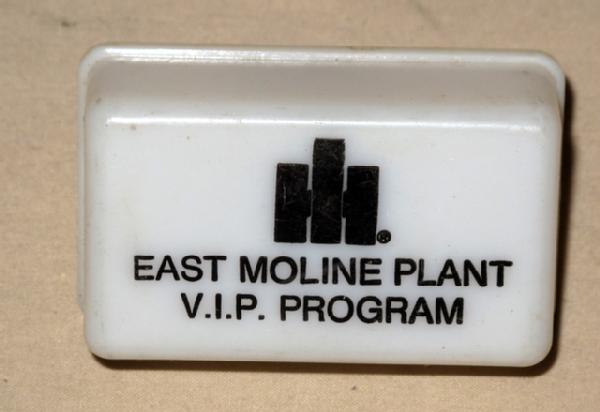 ®
EAST MOLINE PLANT
V.I.P. PROGRAM